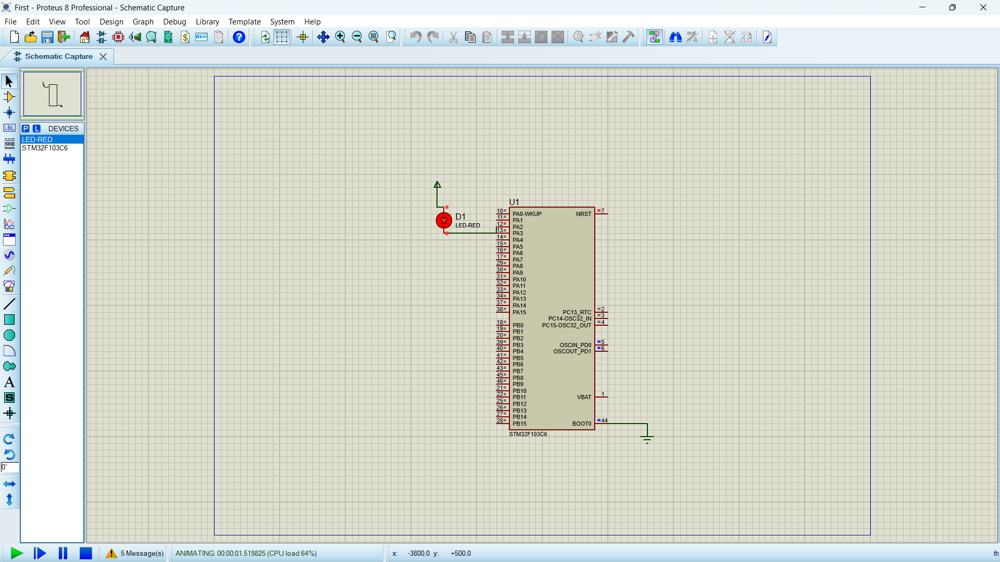 First - Proteus 8 Professional - Schematic Capture
File Edit View Tool Design Graph Debug Library Template System Help
Schematic Capture
P L DEVICES
LED-RED
STM32F103C6
LBL
A
S
0°
D1
LED-RED
U1
10 PA0-WKUP
11 PA1
12 PA2
13 PA3
14 PA4
15 PA5
16 PA6
17 PA7
29 PA8
30 PA9
31 PA10
32 PA11
33 PA12
34 PA13
37 PA14
38 PA15
18 PB0
19 PB1
20 PB2
39 PB3
40 PB4
41 PB5
42 PB6
43 PB7
45 PB8
46 PB9
21 PB10
22 PB11
25 PB12
26 PB13
27 PB14
28 PB15
NRST 7
PC13_RTC 2
PC14-OSC32_IN 3
PC15-OSC32_OUT 4
OSCIN_PD0 5
OSCOUT_PD1 6
VBAT 1
BOOT0 44
STM32F103C6
5 Message(s) ANIMATING: 00:00:01.519825 (CPU load 64%) x: -3800.0 y: +500.0 th